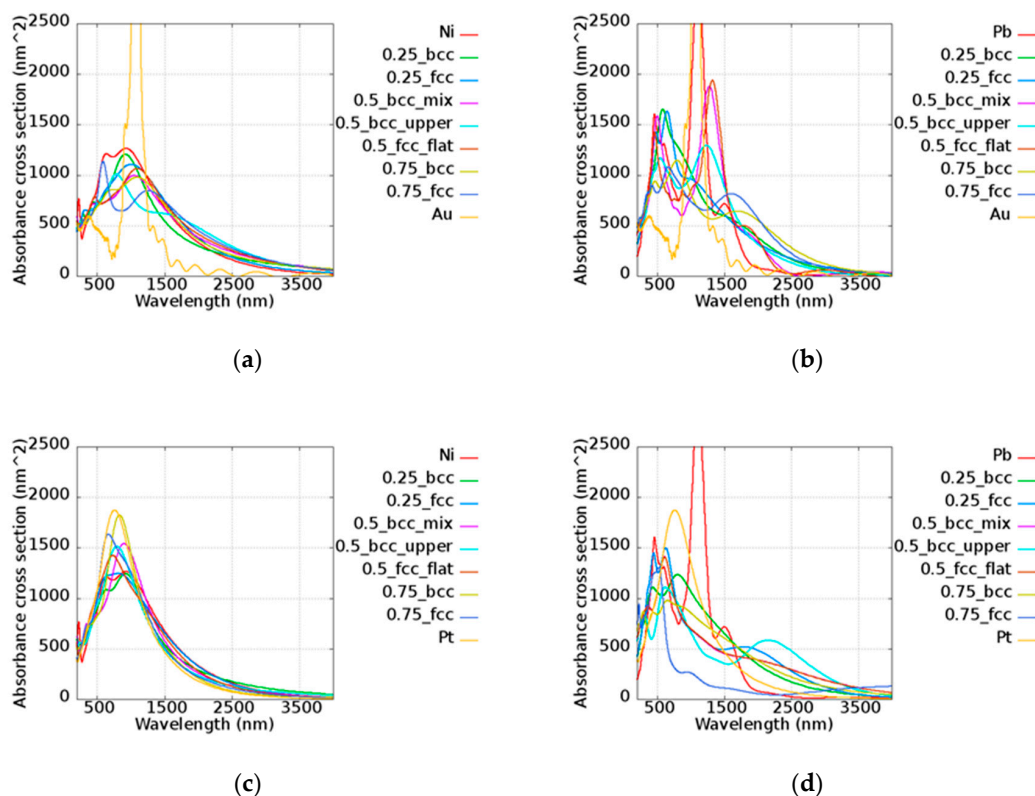 Absorbance cross section (nm^2)
2500
2000
1500
1000
500
0
500 1500 2500 3500
Wavelength (nm)
Ni
0.25_bcc
0.25_fcc
0.5_bcc_mix
0.5_bcc_upper
0.5_fcc_flat
0.75_bcc
0.75_fcc
Au
(a)
Absorbance cross section (nm^2)
2500
2000
1500
1000
500
0
500 1500 2500 3500
Wavelength (nm)
Pb
0.25_bcc
0.25_fcc
0.5_bcc_mix
0.5_bcc_upper
0.5_fcc_flat
0.75_bcc
0.75_fcc
Au
(b)
Absorbance cross section (nm^2)
2500
2000
1500
1000
500
0
500 1500 2500 3500
Wavelength (nm)
Ni
0.25_bcc
0.25_fcc
0.5_bcc_mix
0.5_bcc_upper
0.5_fcc_flat
0.75_bcc
0.75_fcc
Pt
(c)
Absorbance cross section (nm^2)
2500
2000
1500
1000
500
0
500 1500 2500 3500
Wavelength (nm)
Pb
0.25_bcc
0.25_fcc
0.5_bcc_mix
0.5_bcc_upper
0.5_fcc_flat
0.75_bcc
0.75_fcc
Pt
(d)